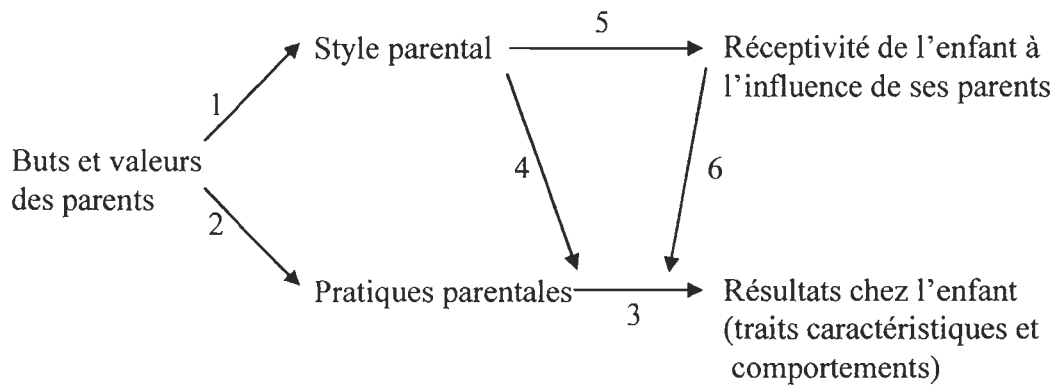 5
Style parental
Réceptivité de l'enfant à
l'influence de ses parents
1
Buts et valeurs
des parents
4
6
2
Pratiques parentales
3
Résultats chez l'enfant
(traits caractéristiques et
comportements)